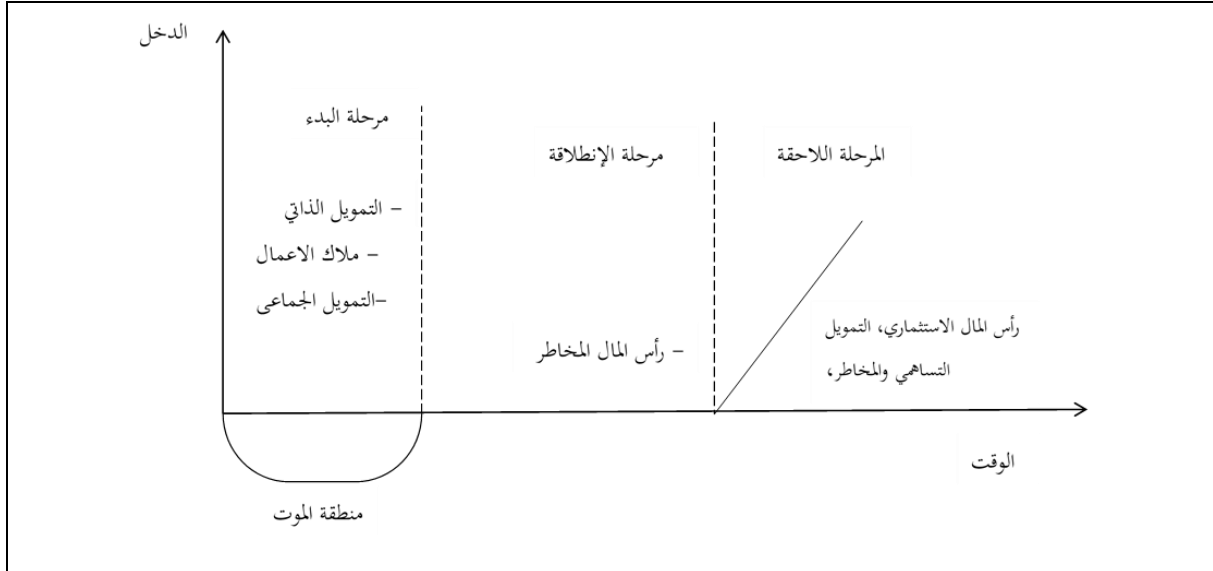 الدخل
مرحلة البدء
– التمويل الذاتي
– ملاك الاعمال
–التمويل الجماعى
مرحلة الإنطلاقة
– رأس المال المخاطر
المرحلة اللاحقة
رأس المال الاستثماري، التمويل
التساهمي والمخاطر،
الوقت
منطقة الموت